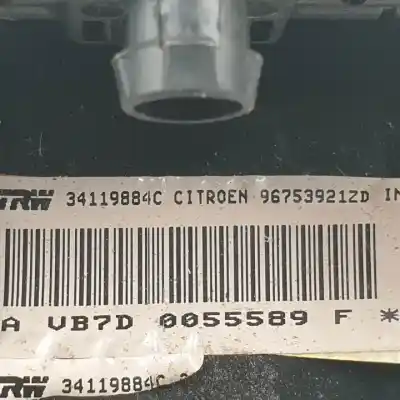 TRW 34119884C CITROEN 96753921ZD IN
A VB7D 0055589 F *
TRW 34119884C